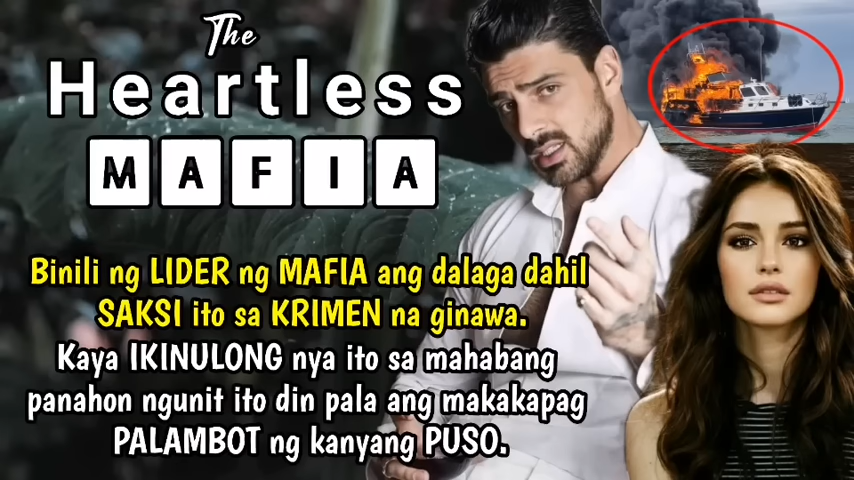 The
Heartless
MAFIA
Binili ng LIDER ng MAFIA ang dalaga dahil
SAKSI ito sa KRIMEN na ginawa.
Kaya IKINULONG nya ito sa mahabang
panahon ngunit ito din pala ang makakapag
PALAMBOT ng kanyang PUSO.